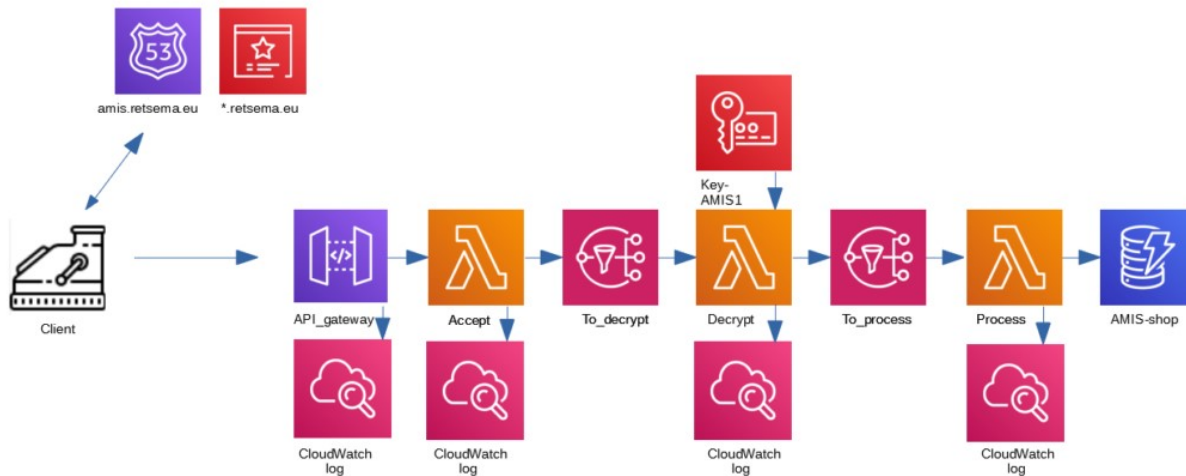 53
amis.retsema.eu
*.retsema.eu
Key-
AMIS1
Client
API_gateway
Accept
To_decrypt
Decrypt
To_process
Process
AMIS-shop
CloudWatch
log
CloudWatch
log
CloudWatch
log
CloudWatch
log